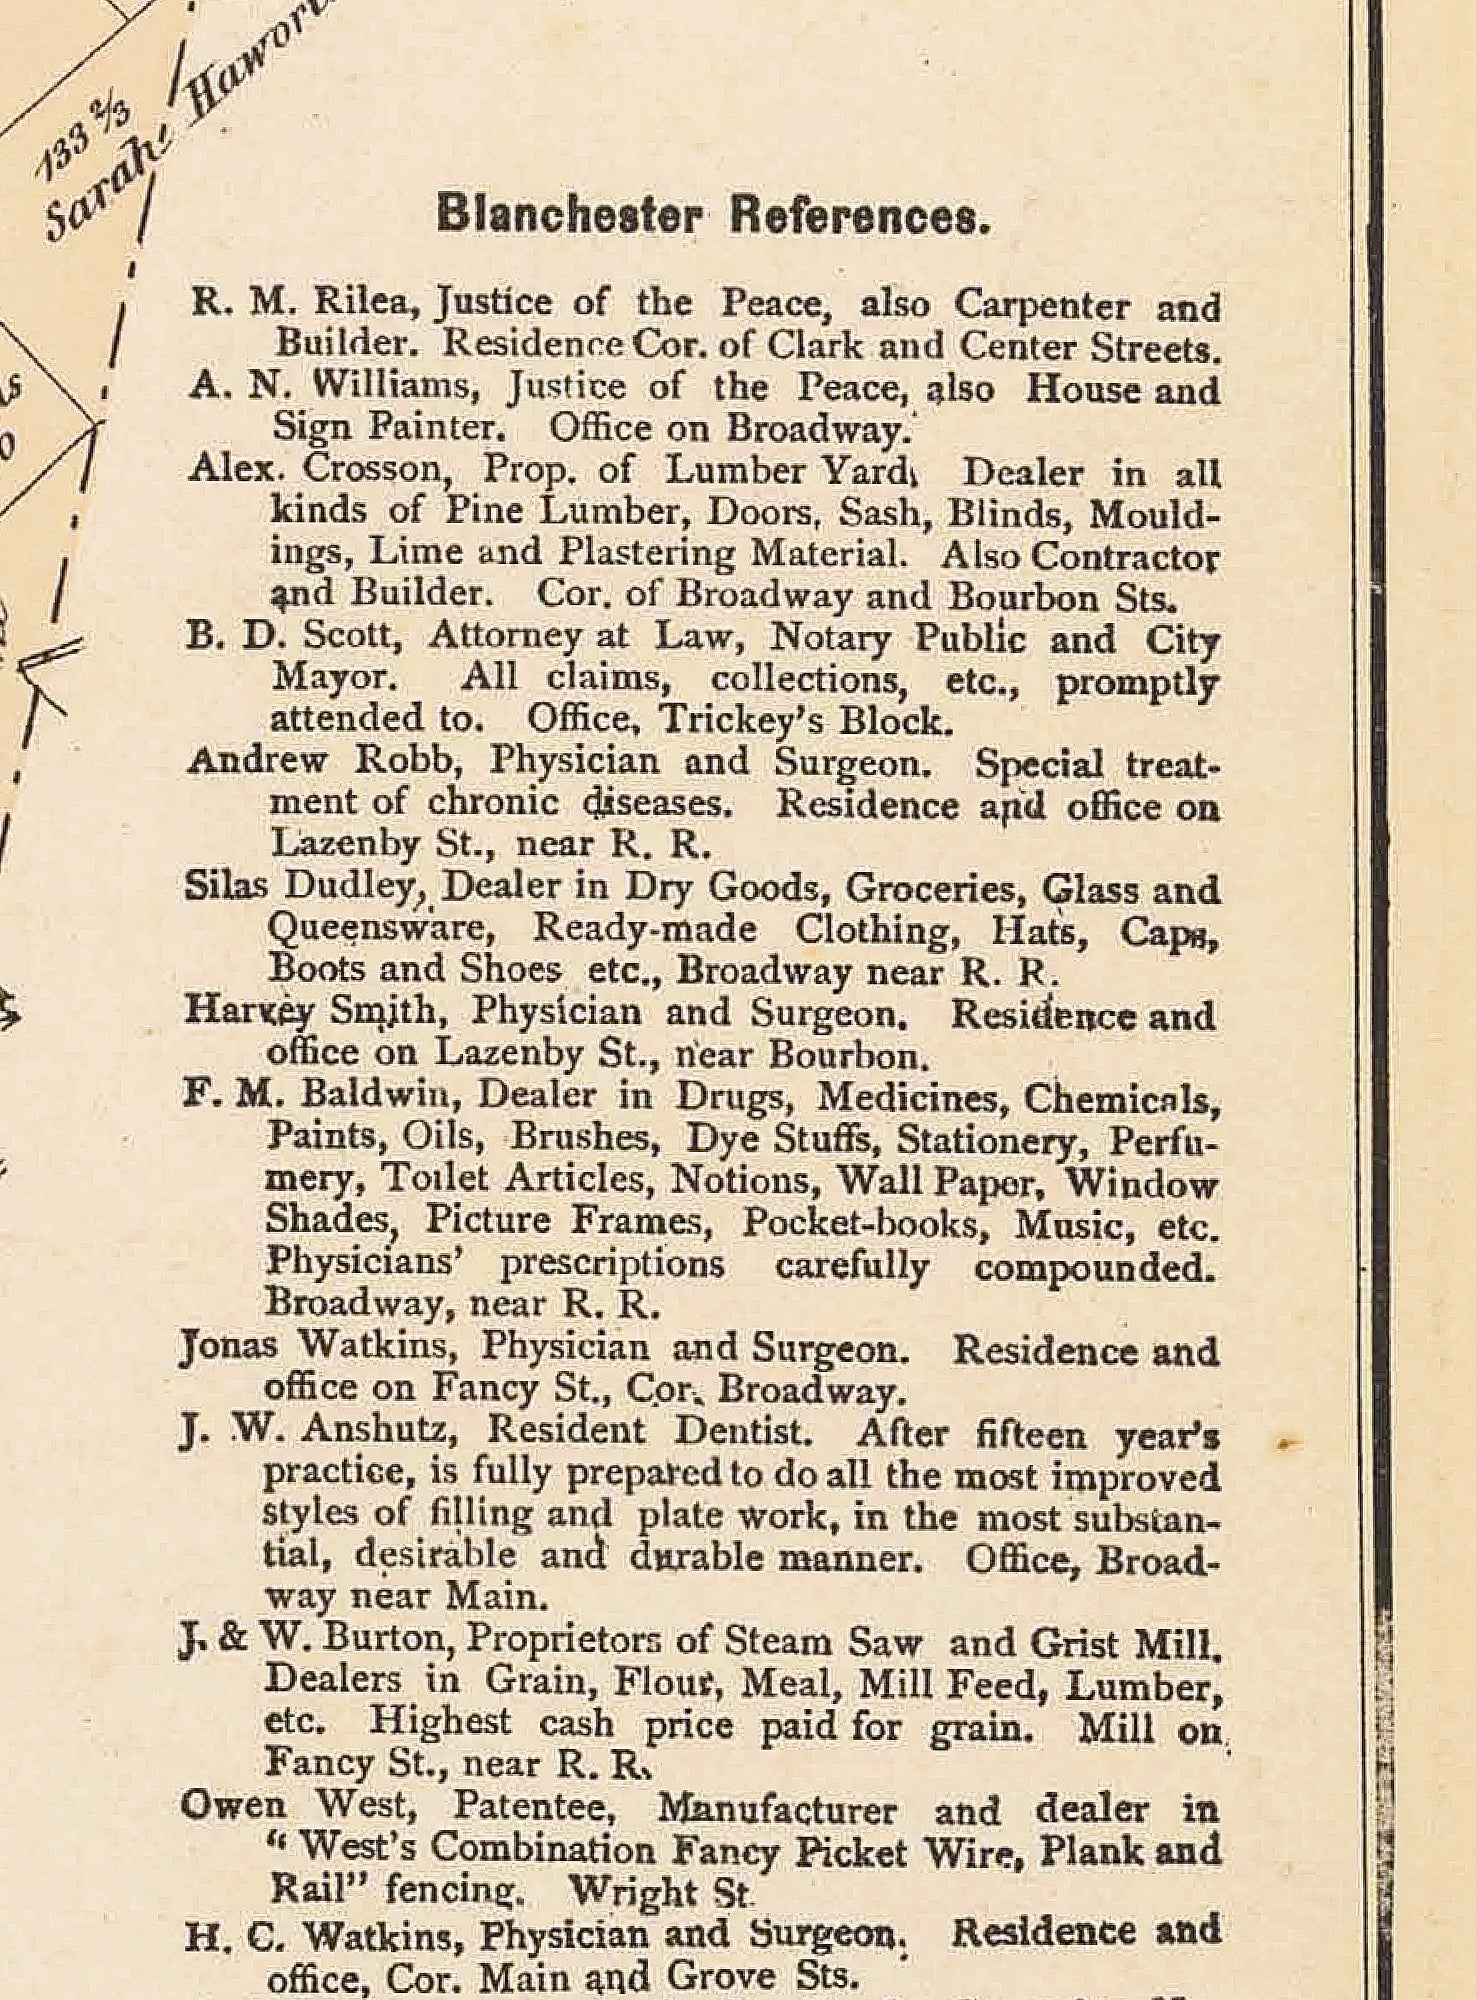 133 2/3
Sarah Hawor
AS
0
Blanchester References.
R. M. Rilea, Justice of the Peace, also Carpenter and
Builder. Residence Cor. of Clark and Center Streets.
A. N. Williams, Justice of the Peace, also House and
Sign Painter. Office on Broadway.
Alex. Crosson, Prop. of Lumber Yard, Dealer in all
kinds of Pine Lumber, Doors, Sash, Blinds, Mould-
ings, Lime and Plastering Material. Also Contractor
and Builder. Cor. of Broadway and Bourbon Sts.
B. D. Scott, Attorney at Law, Notary Public and City
Mayor. All claims, collections, etc., promptly
attended to. Office, Trickey's Block.
Andrew Robb, Physician and Surgeon. Special treat-
ment of chronic diseases. Residence and office on
Lazenby St., near R. R.
Silas Dudley, Dealer in Dry Goods, Groceries, Glass and
Queensware, Ready-made Clothing, Hats, Caps,
Boots and Shoes etc., Broadway near R. R.
Harvey Smith, Physician and Surgeon. Residence and
office on Lazenby St., near Bourbon.
F. M. Baldwin, Dealer in Drugs, Medicines, Chemicals,
Paints, Oils, Brushes, Dye Stuffs, Stationery, Perfu-
mery, Toilet Articles, Notions, Wall Paper, Window
Shades, Picture Frames, Pocket-books, Music, etc.
Physicians' prescriptions carefully compounded.
Broadway, near R. R.
Jonas Watkins, Physician and Surgeon. Residence and
office on Fancy St., Cor. Broadway.
J. W. Anshutz, Resident Dentist. After fifteen year's
practice, is fully prepared to do all the most improved
styles of filling and plate work, in the most substan-
tial, desirable and durable manner. Office, Broad-
way near Main.
J. & W. Burton, Proprietors of Steam Saw and Grist Mill.
Dealers in Grain, Flour, Meal, Mill Feed, Lumber,
etc. Highest cash price paid for grain. Mill on
Fancy St., near R. R.
Owen West, Patentee, Manufacturer and dealer in
"West's Combination Fancy Picket Wire, Plank and
Rail" fencing. Wright St.
H. C. Watkins, Physician and Surgeon. Residence and
office, Cor. Main and Grove Sts.